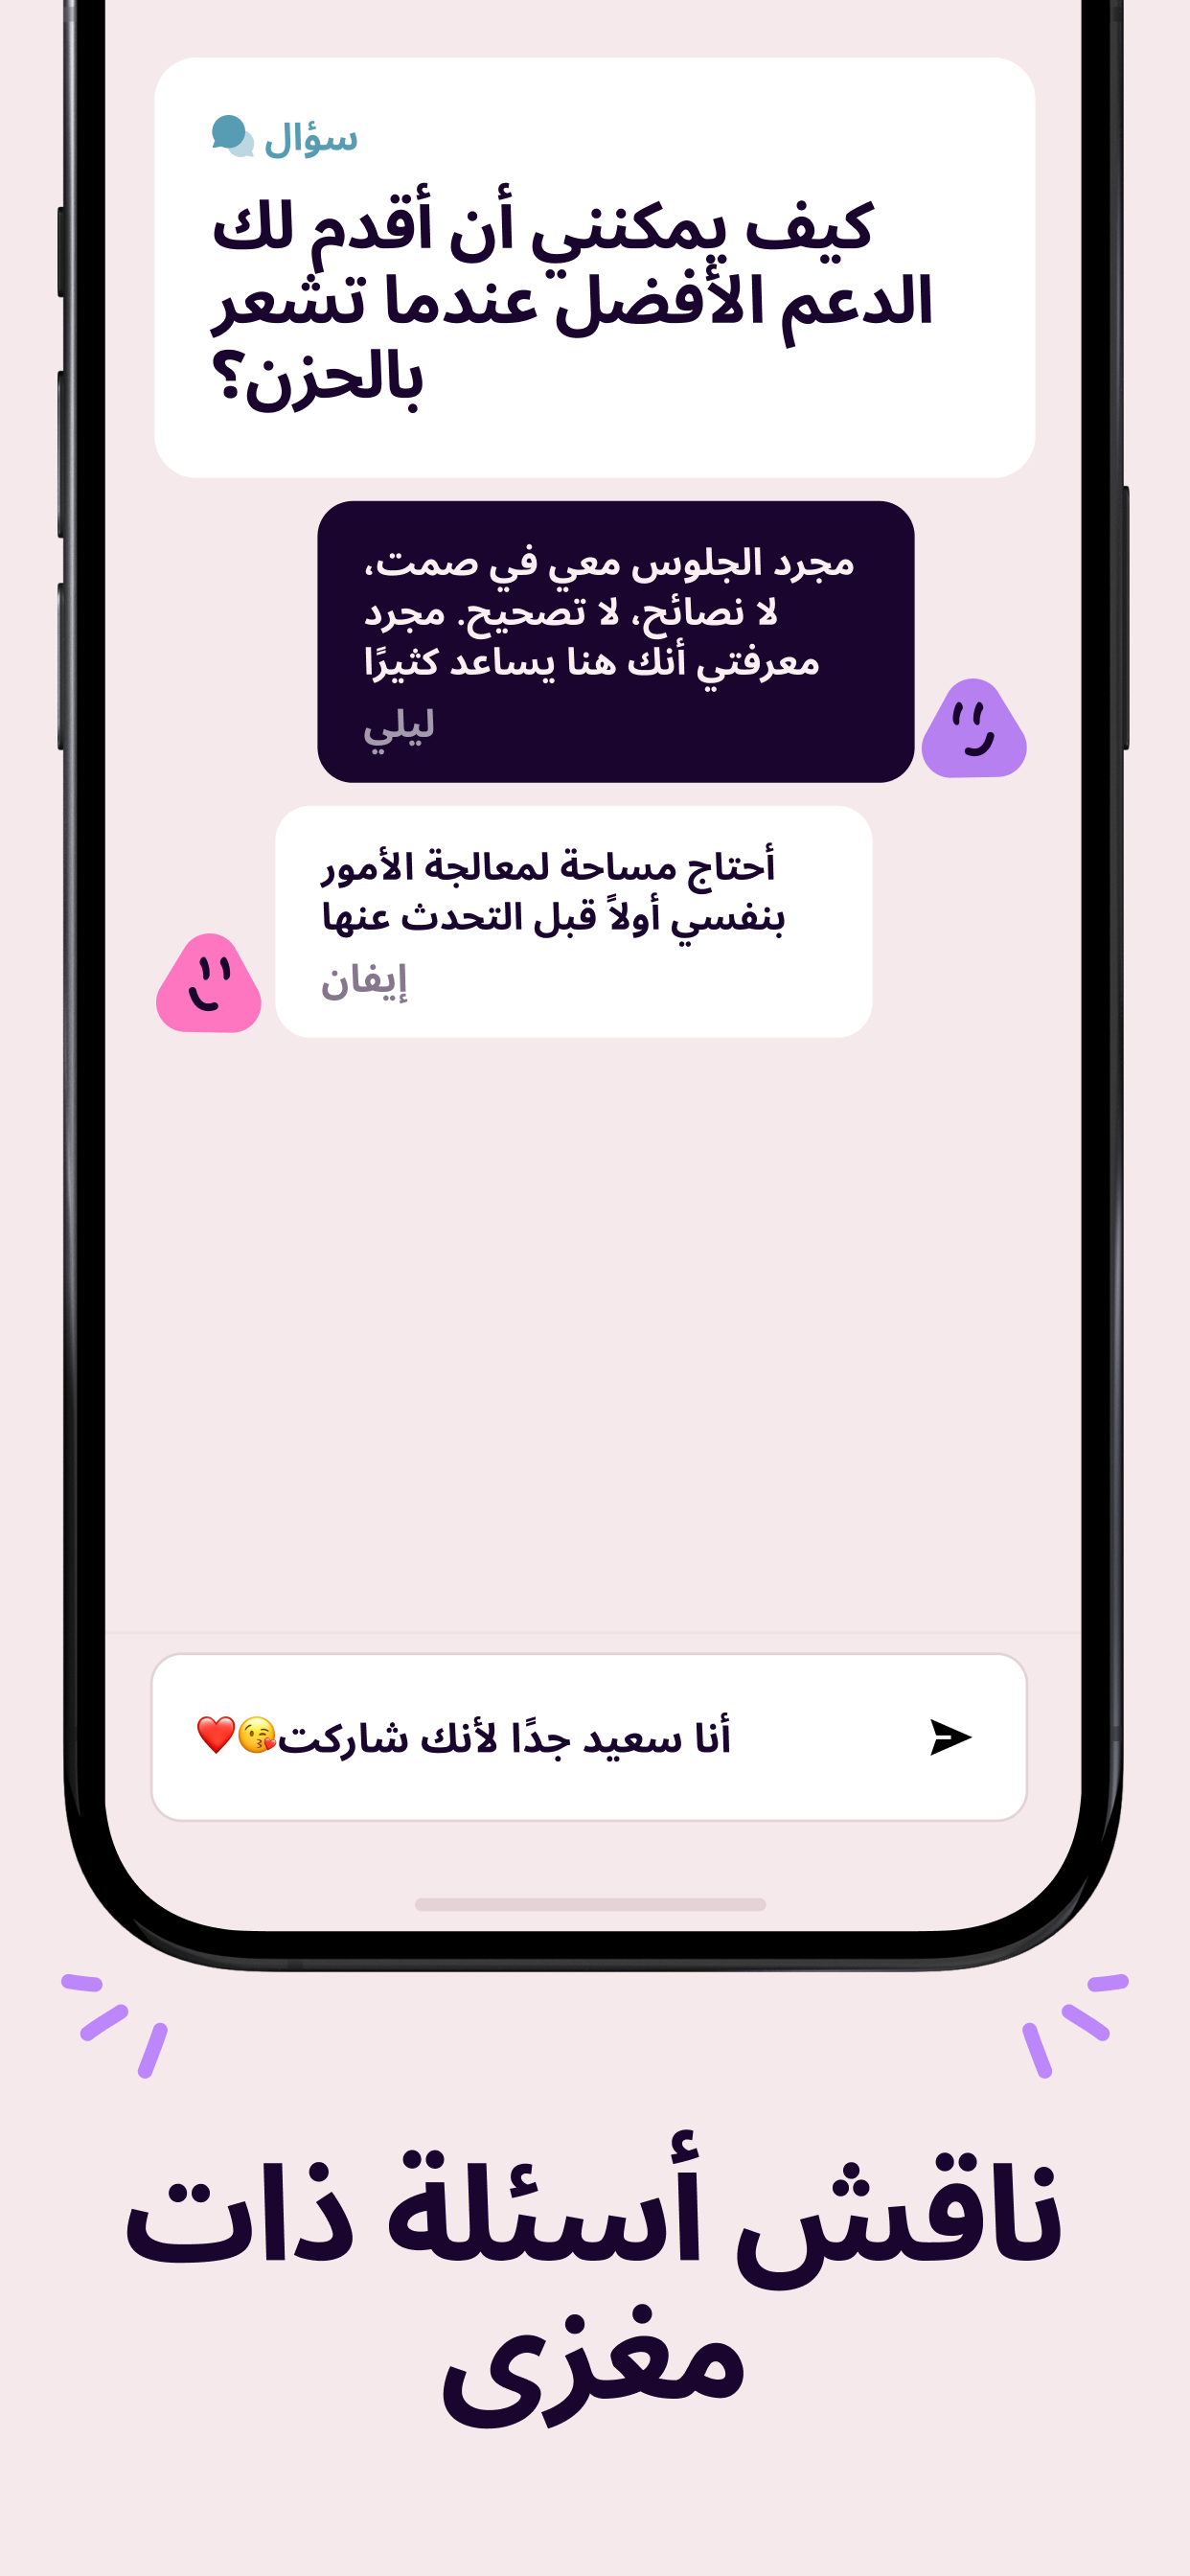 سؤال
كيف يمكنني أن أقدم لك
الدعم الأفضل عندما تشعر
بالحزن؟
مجرد الجلوس معي في صمت،
لا نصائح، لا تصحيح. مجرد
معرفتي أنك هنا يساعد كثيرًا
ليلي
أحتاج مساحة لمعالجة الأمور
بنفسي أولاً قبل التحدث عنها
إيفان
أنا سعيد جدًا لأنك شاركت😘❤️
ناقش أسئلة ذات
مغزى